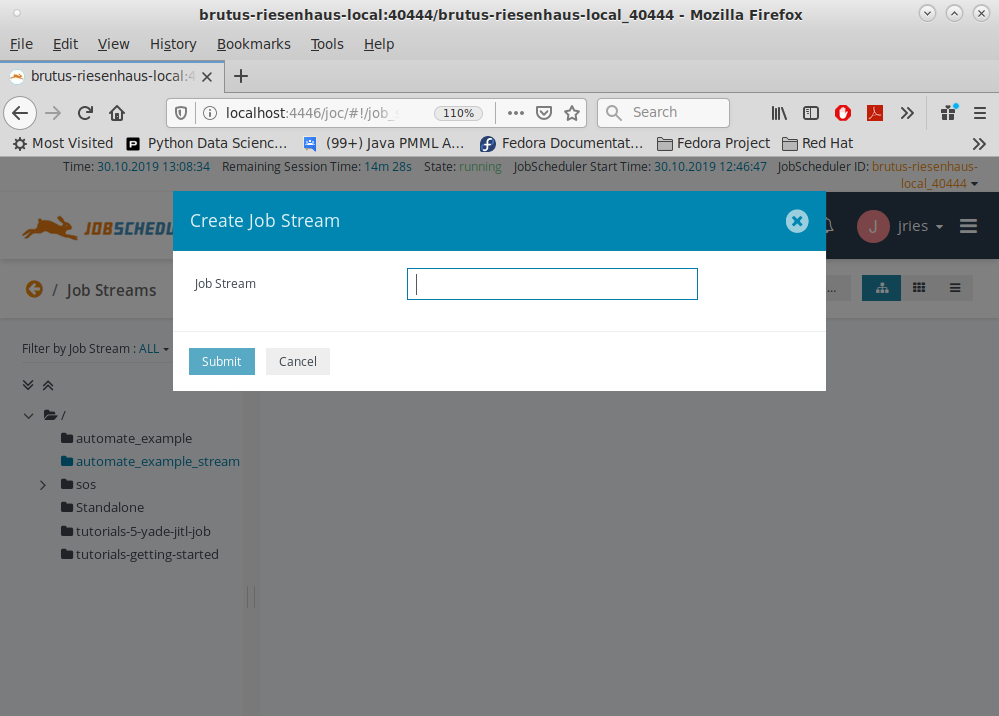 brutus-riesenhaus-local:40444/brutus-riesenhaus-local_40444 - Mozilla Firefox
File Edit View History Bookmarks Tools Help
brutus-riesenhaus-local:4
localhost:4446/joc/#!/job_s 110% Search
Most Visited Python Data Scienc... (99+) Java PMML A... Fedora Documentat... Fedora Project Red Hat
Time: 30.10.2019 13:08:34 Remaining Session Time: 14m 28s State: running JobScheduler Start Time: 30.10.2019 12:46:47 JobScheduler ID: brutus-riesenhaus-
local_40444
Create Job Stream
JOBSCHEDUL J jries
Job Stream
/ Job Streams ...
Filter by Job Stream : ALL
Submit Cancel
/
automate_example
automate_example_stream
sos
Standalone
tutorials-5-yade-jitl-job
tutorials-getting-started